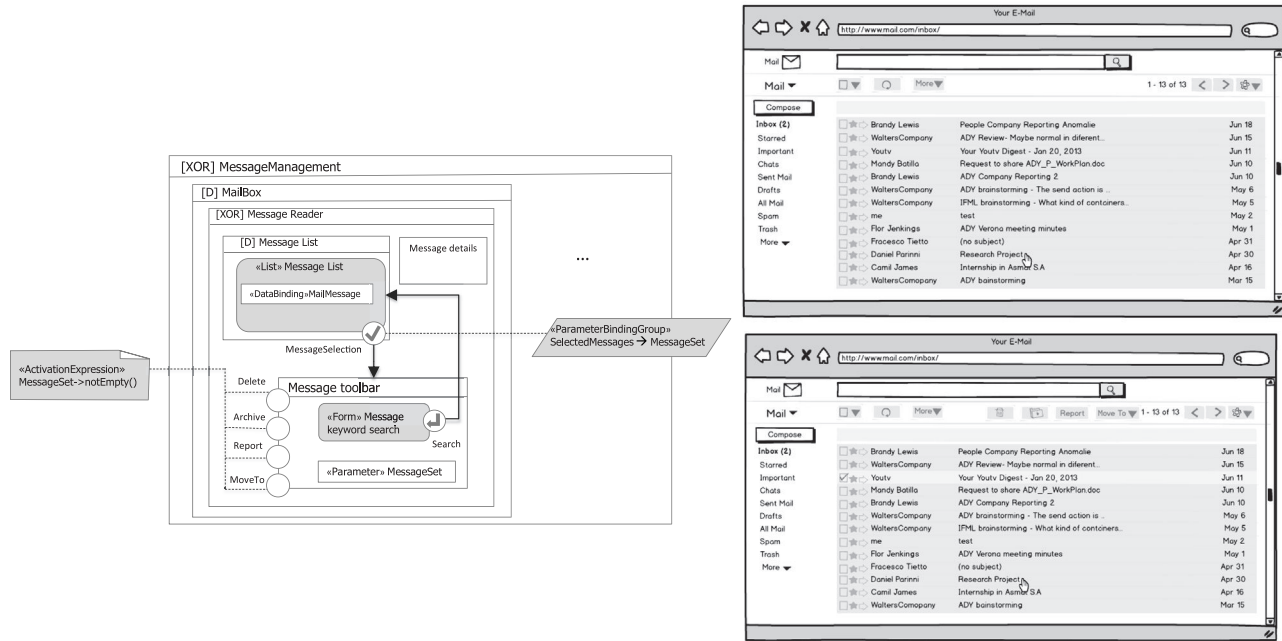 [XOR] MessageManagement
[D] MailBox
[XOR] Message Reader
[D] Message List
«List» Message List
«DataBinding»MailMessage
Message details
...
MessageSelection
«ParameterBindingGroup»
SelectedMessages → MessageSet
«ActivationExpression»
MessageSet->notEmpty()
Delete
Archive
Report
MoveTo
Message toolbar
«Form» Message
keyword search
Search
«Parameter» MessageSet
Your E-Mail
http://www.mail.com/inbox/
Mail
Mail More 1 - 13 of 13
Compose
Inbox (2) Brandy Lewis People Company Reporting Anomalie Jun 18
Starred WaltersCompany ADY Review- Maybe normal in diferent.. Jun 15
Important Youtv Your Youtv Digest - Jan 20, 2013 Jun 11
Chats Mandy Batilla Request to share ADY_P_WorkPlan.doc Jun 10
Sent Mail Brandy Lewis ADY Company Reporting 2 Jun 10
Drafts WaltersCompany ADY brainstorming - The send action is .. May 6
All Mail WaltersCompany IFML brainstorming - What kind of containers.. May 5
Spam me test May 2
Trash Flor Jenkings ADY Verona meeting minutes May 1
More Fracesco Tietto (no subject) Apr 31
Daniel Parinni Research Project Apr 30
Camil James Internship in Asmar S.A Apr 16
WaltersComopany ADY bainstorming Mar 15
Your E-Mail
http://www.mail.com/inbox/
Mail
Mail More Report Move To 1 - 13 of 13
Compose
Inbox (2) Brandy Lewis People Company Reporting Anomalie Jun 18
Starred WaltersCompany ADY Review- Maybe normal in diferent.. Jun 15
Important Youtv Your Youtv Digest - Jan 20, 2013 Jun 11
Chats Mandy Batilla Request to share ADY_P_WorkPlan.doc Jun 10
Sent Mail Brandy Lewis ADY Company Reporting 2 Jun 10
Drafts WaltersCompany ADY brainstorming - The send action is .. May 6
All Mail WaltersCompany IFML brainstorming - What kind of containers.. May 5
Spam me test May 2
Trash Flor Jenkings ADY Verona meeting minutes May 1
More Fracesco Tietto (no subject) Apr 31
Daniel Parinni Research Project Apr 30
Camil James Internship in Asmar S.A Apr 16
WaltersComopany ADY bainstorming Mar 15